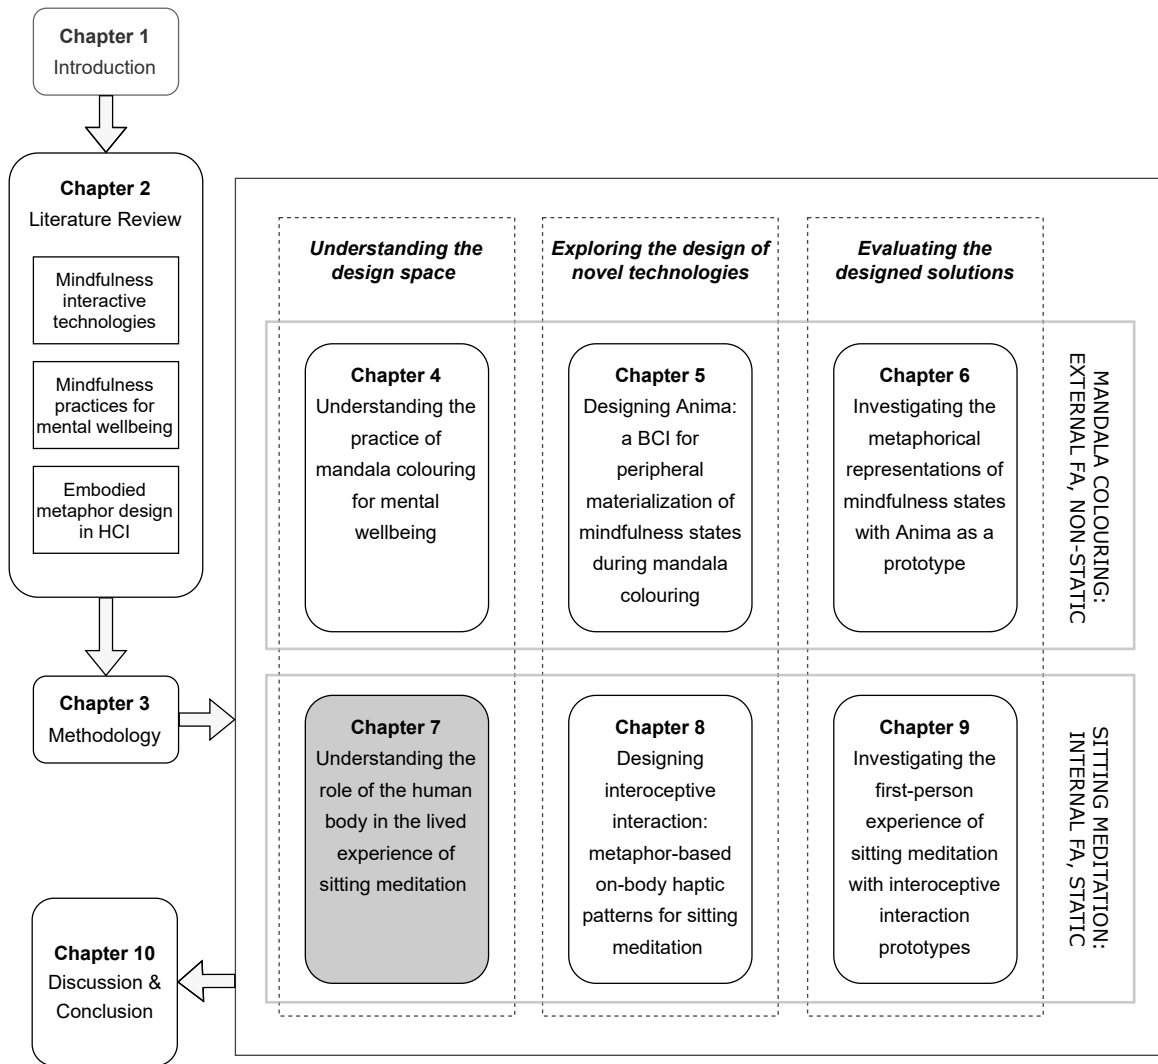 Chapter 1
Introduction
Chapter 2
Literature Review
Mindfulness
interactive
technologies
Mindfulness
practices for
mental wellbeing
Embodied
metaphor design
in HCI
Chapter 3
Methodology
Understanding the
design space
Exploring the design of
novel technologies
Evaluating the
designed solutions
Chapter 4
Understanding the
practice of
mandala colouring
for mental
wellbeing
Chapter 5
Designing Anima:
a BCI for
peripheral
materialization of
mindfulness states
during mandala
colouring
Chapter 6
Investigating the
metaphorical
representations of
mindfulness states
with Anima as a
prototype
MANDALA COLOURING:
EXTERNAL FA, NON-STATIC
Chapter 7
Understanding the
role of the human
body in the lived
experience of
sitting meditation
Chapter 8
Designing
interoceptive
interaction:
metaphor-based
on-body haptic
patterns for sitting
meditation
Chapter 9
Investigating the
first-person
experience of
sitting meditation
with interoceptive
interaction
prototypes
SITTING MEDITATION:
INTERNAL FA, STATIC
Chapter 10
Discussion &
Conclusion